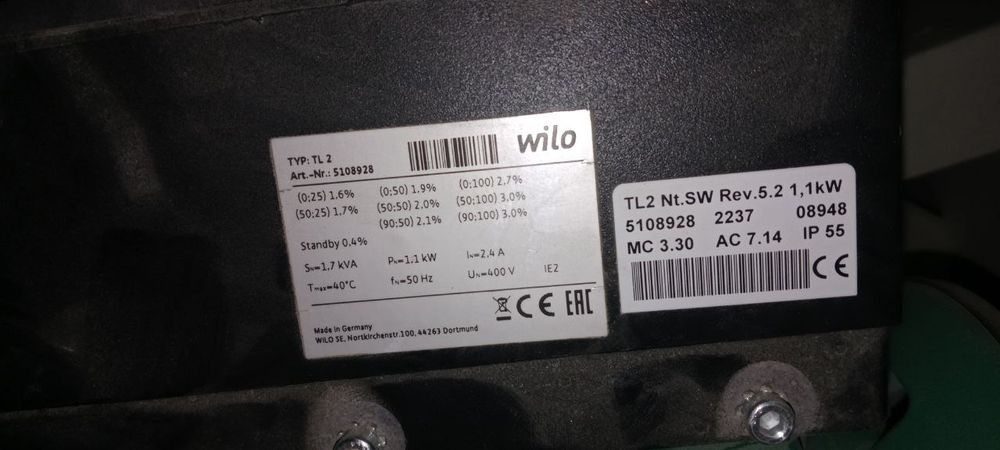 wilo
TYP: TL 2
Art.-Nr.: 5108928
(0:25) 1.6% (0:50) 1.9% (0:100) 2.7%
(50:25) 1.7% (50:50) 2.0% (50:100) 3.0%
(90:50) 2.1% (90:100) 3.0%
Standby 0.4%
SN=1.7 kVA PN=1.1 kW IN=2,4 A
Tmax=40°C fN=50 Hz UN=400 V IE2
CE EAC
Made in Germany
WILO SE, Nortkirchenstr.100, 44263 Dortmund
TL2 Nt.SW Rev.5.2 1,1kW
5108928 2237 08948
MC 3.30 AC 7.14 IP 55
CE